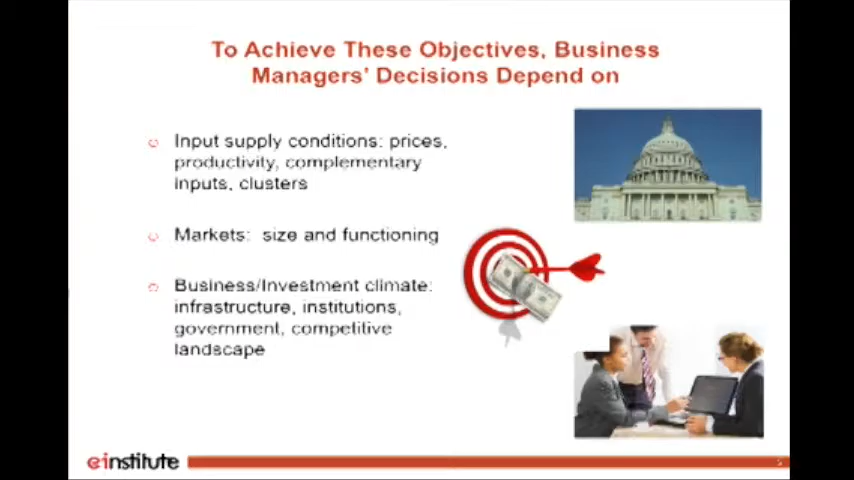 To Achieve These Objectives, Business
Managers' Decisions Depend on
Input supply conditions: prices,
productivity, complementary
inputs, clusters
Markets: size and functioning
Business/Investment climate:
infrastructure, institutions,
government, competitive
landscape
einstitute
5